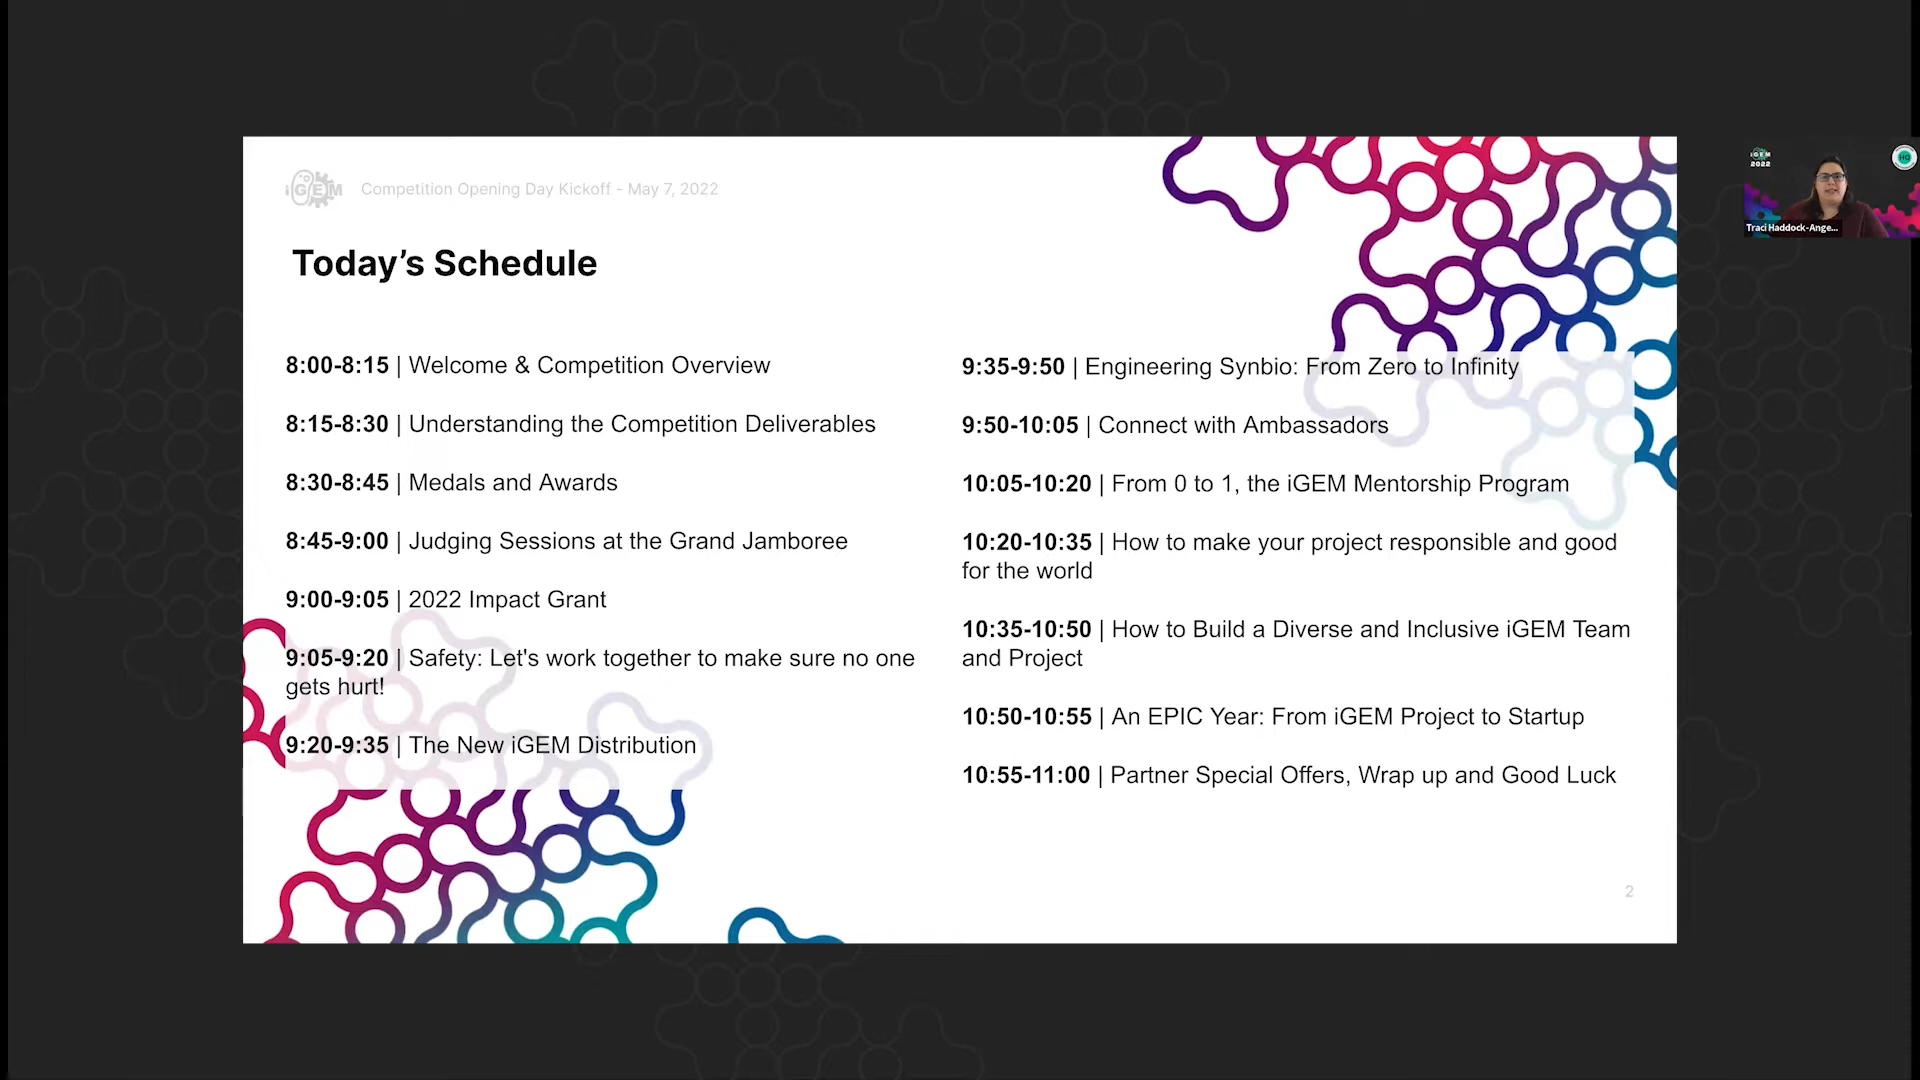 iGEM
Competition Opening Day Kickoff - May 7, 2022
Today's Schedule
8:00-8:15 | Welcome & Competition Overview
8:15-8:30 | Understanding the Competition Deliverables
8:30-8:45 | Medals and Awards
8:45-9:00 | Judging Sessions at the Grand Jamboree
9:00-9:05 | 2022 Impact Grant
9:05-9:20 | Safety: Let's work together to make sure no one
gets hurt!
9:20-9:35 | The New iGEM Distribution
9:35-9:50 | Engineering Synbio: From Zero to Infinity
9:50-10:05 | Connect with Ambassadors
10:05-10:20 | From 0 to 1, the iGEM Mentorship Program
10:20-10:35 | How to make your project responsible and good
for the world
10:35-10:50 | How to Build a Diverse and Inclusive iGEM Team
and Project
10:50-10:55 | An EPIC Year: From iGEM Project to Startup
10:55-11:00 | Partner Special Offers, Wrap up and Good Luck
2
iGEM
2022
HQ
Traci Haddock-Ange...